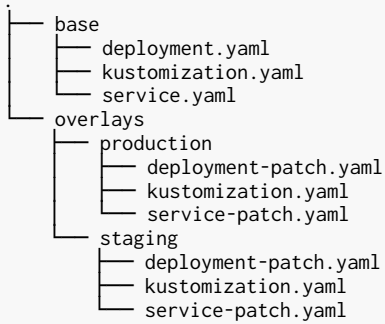 .
├── base
│   ├── deployment.yaml
│   ├── kustomization.yaml
│   └── service.yaml
└── overlays
    ├── production
    │   ├── deployment-patch.yaml
    │   ├── kustomization.yaml
    │   └── service-patch.yaml
    └── staging
        ├── deployment-patch.yaml
        ├── kustomization.yaml
        └── service-patch.yaml